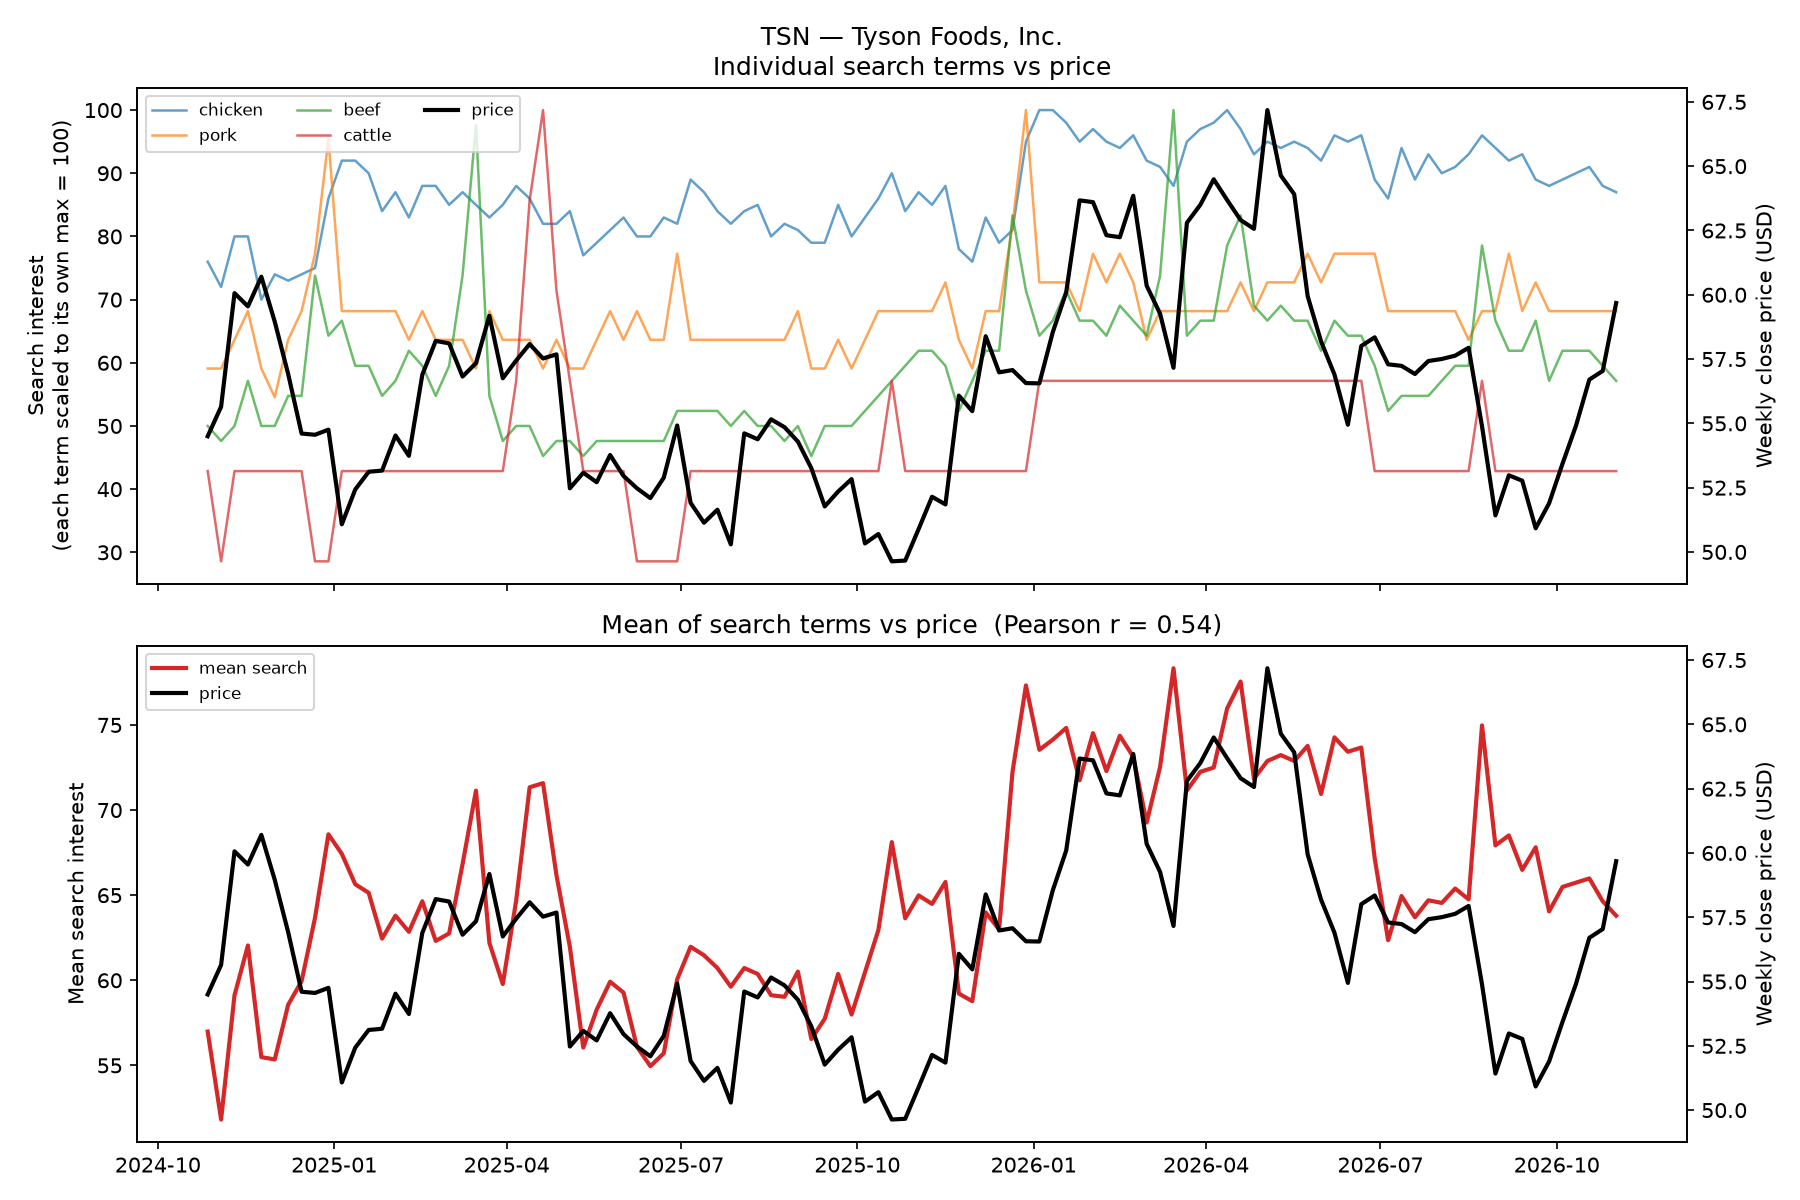 TSN — Tyson Foods, Inc.
Individual search terms vs price
chicken
pork
beef
cattle
price
Search interest
(each term scaled to its own max = 100)
100
90
80
70
60
50
40
30
67.5
65.0
62.5
60.0
57.5
55.0
52.5
50.0
Weekly close price (USD)
Mean of search terms vs price  (Pearson r = 0.54)
mean search
price
Mean search interest
75
70
65
60
55
67.5
65.0
62.5
60.0
57.5
55.0
52.5
50.0
Weekly close price (USD)
2024-10
2025-01
2025-04
2025-07
2025-10
2026-01
2026-04
2026-07
2026-10